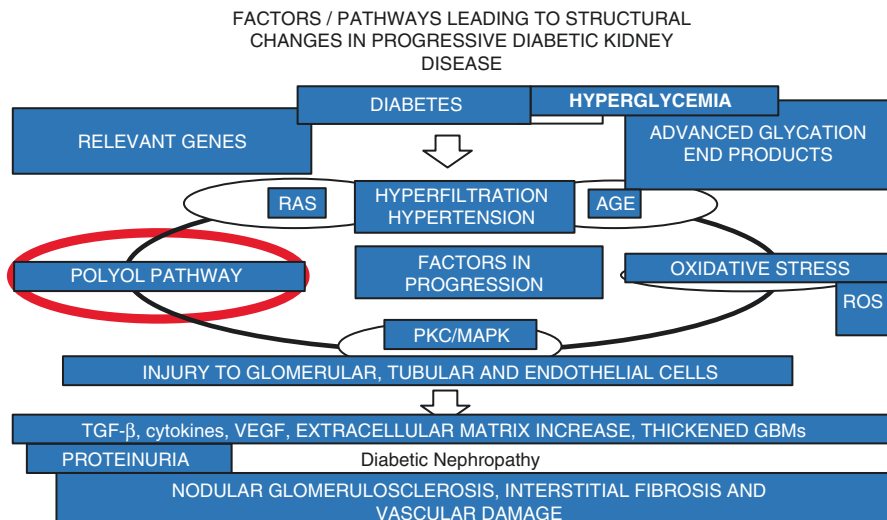 FACTORS / PATHWAYS LEADING TO STRUCTURAL
CHANGES IN PROGRESSIVE DIABETIC KIDNEY
DISEASE
DIABETES
HYPERGLYCEMIA
RELEVANT GENES
ADVANCED GLYCATION
END PRODUCTS
RAS
HYPERFILTRATION
HYPERTENSION
AGE
POLYOL PATHWAY
FACTORS IN
PROGRESSION
OXIDATIVE STRESS
ROS
PKC/MAPK
INJURY TO GLOMERULAR, TUBULAR AND ENDOTHELIAL CELLS
TGF-β, cytokines, VEGF, EXTRACELLULAR MATRIX INCREASE, THICKENED GBMs
PROTEINURIA
Diabetic Nephropathy
NODULAR GLOMERULOSCLEROSIS, INTERSTITIAL FIBROSIS AND
VASCULAR DAMAGE